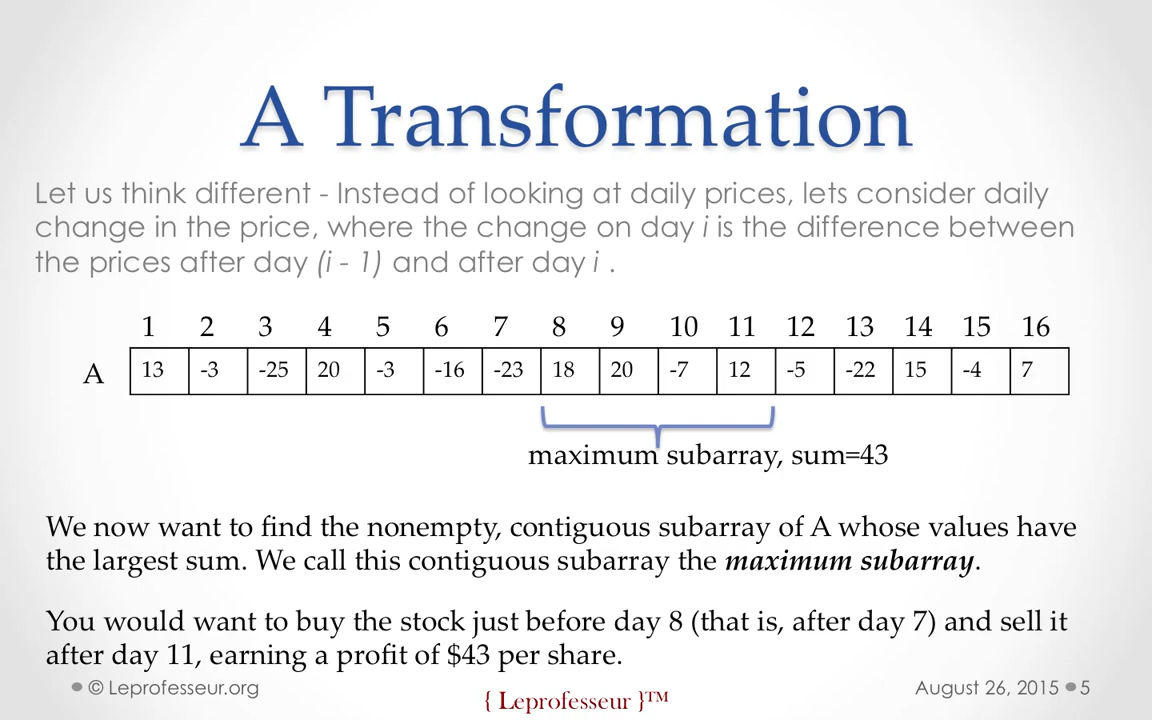 A Transformation
Let us think different - Instead of looking at daily prices, lets consider daily
change in the price, where the change on day i is the difference between
the prices after day (i - 1) and after day i .
1 2 3 4 5 6 7 8 9 10 11 12 13 14 15 16
A 13 -3 -25 20 -3 -16 -23 18 20 -7 12 -5 -22 15 -4 7
maximum subarray, sum=43
We now want to find the nonempty, contiguous subarray of A whose values have
the largest sum. We call this contiguous subarray the maximum subarray.
You would want to buy the stock just before day 8 (that is, after day 7) and sell it
after day 11, earning a profit of $43 per share.
© Leprofesseur.org { Leprofesseur }™ August 26, 2015 5